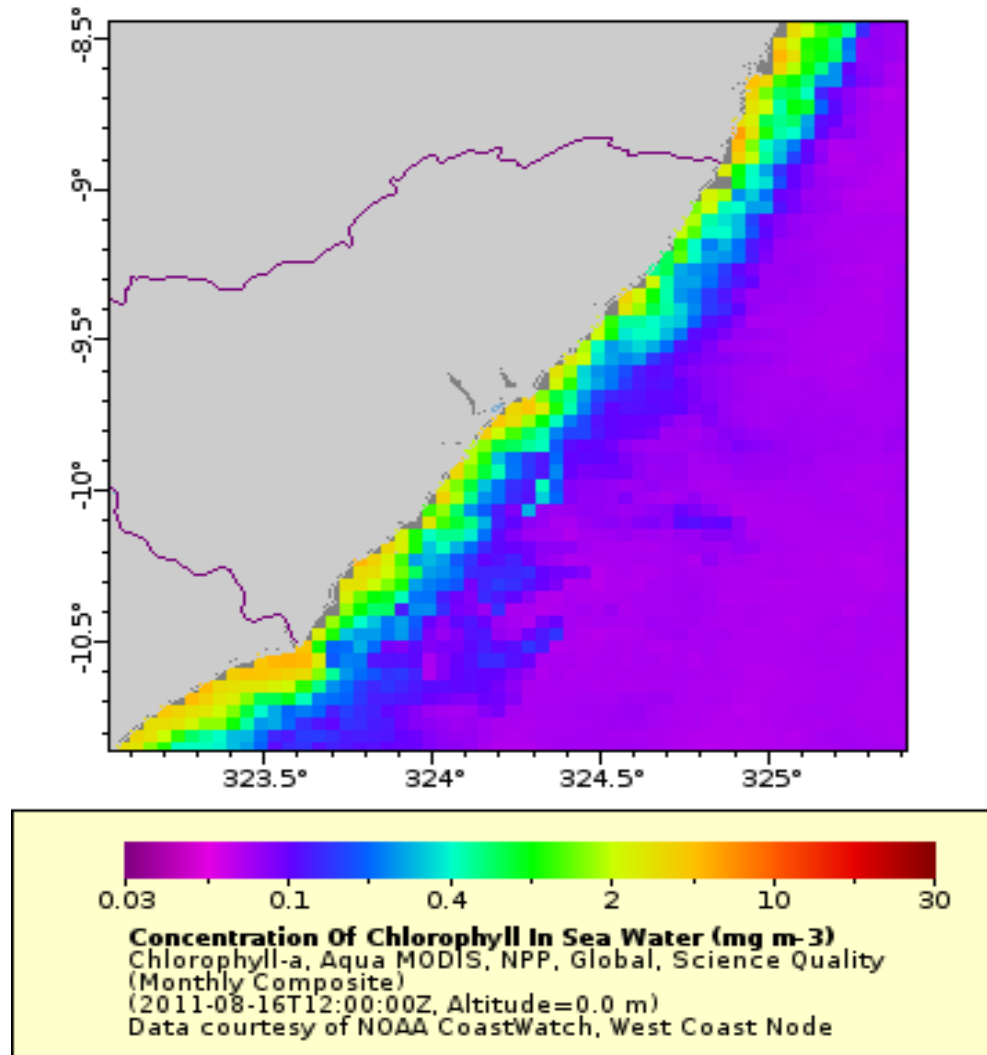 -8.5°
-9°
-9.5°
-10°
-10.5°
323.5° 324° 324.5° 325°
0.03 0.1 0.4 2 10 30
Concentration Of Chlorophyll In Sea Water (mg m-3)
Chlorophyll-a, Aqua MODIS, NPP, Global, Science Quality
(Monthly Composite)
(2011-08-16T12:00:00Z, Altitude=0.0 m)
Data courtesy of NOAA CoastWatch, West Coast Node